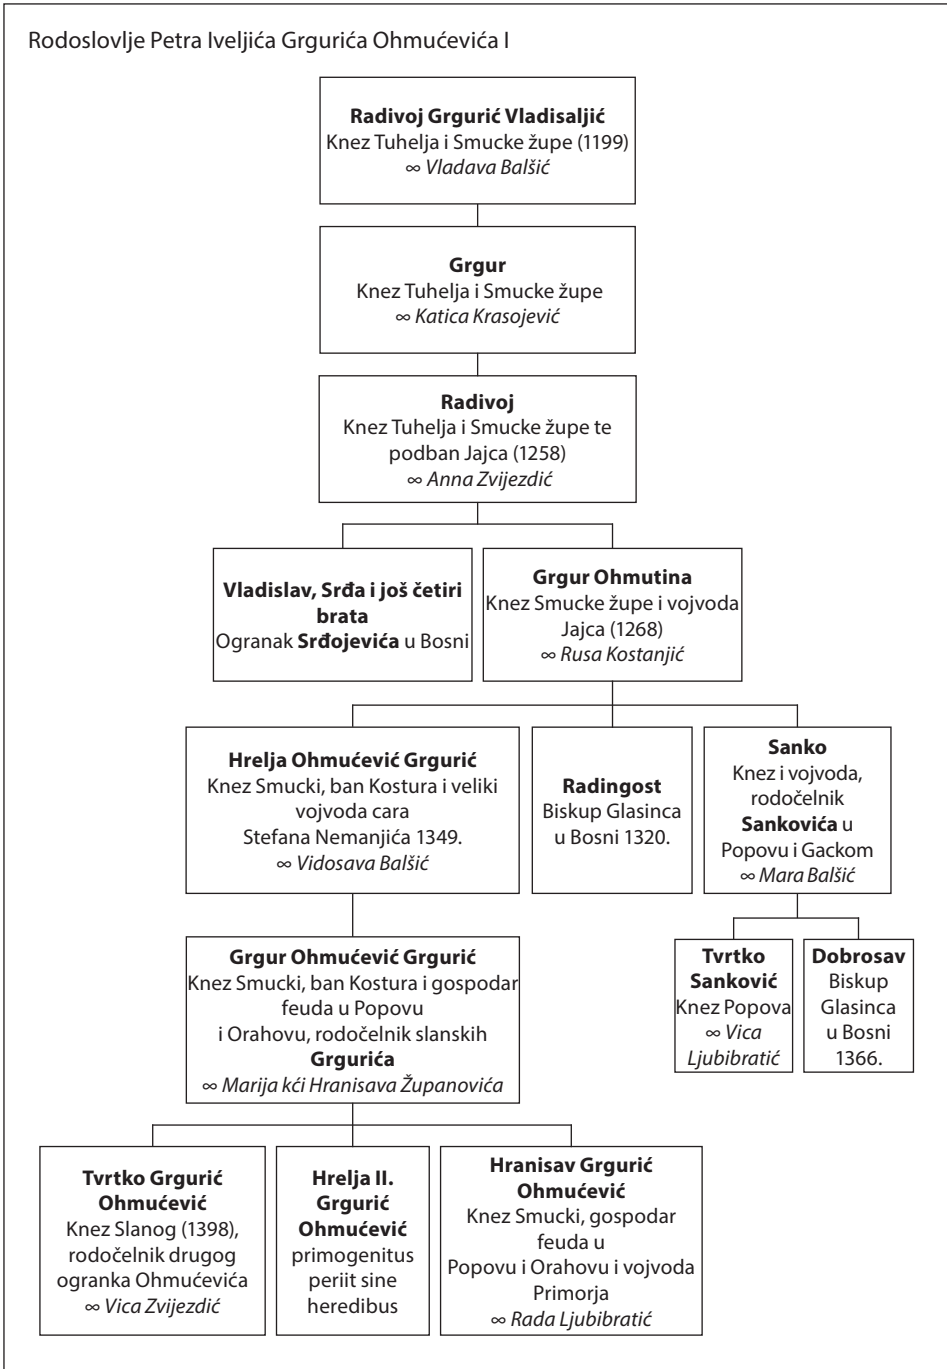 Rodoslovlje Petra Iveljića Grgurića Ohmućevića I
Radivoj Grgurić Vladisaljić
Knez Tuhelja i Smucke župe (1199)
∞ Vladava Balšić
Grgur
Knez Tuhelja i Smucke župe
∞ Katica Krasojević
Radivoj
Knez Tuhelja i Smucke župe te
podban Jajca (1258)
∞ Anna Zvijezdić
Vladislav, Srđa i još četiri
brata
Ogranak Srđojevića u Bosni
Grgur Ohmutina
Knez Smucke župe i vojvoda
Jajca (1268)
∞ Rusa Kostanjić
Hrelja Ohmućević Grgurić
Knez Smucki, ban Kostura i veliki
vojvoda cara
Stefana Nemanjića 1349.
∞ Vidosava Balšić
Radingost
Biskup Glasinca
u Bosni 1320.
Sanko
Knez i vojvoda,
rodočelnik
Sankovića u
Popovu i Gackom
∞ Mara Balšić
Grgur Ohmućević Grgurić
Knez Smucki, ban Kostura i gospodar
feuda u Popovu
i Orahovu, rodočelnik slanskih
Grgurića
∞ Marija kći Hranisava Županovića
Tvrtko
Sanković
Knez Popova
∞ Vica
Ljubibratić
Dobrosav
Biskup
Glasinca
u Bosni
1366.
Tvrtko Grgurić
Ohmućević
Knez Slanog (1398),
rodočelnik drugog
ogranka Ohmućevića
∞ Vica Zvijezdić
Hrelja II.
Grgurić
Ohmućević
primogenitus
periit sine
heredibus
Hranisav Grgurić
Ohmućević
Knez Smucki, gospodar
feuda u
Popovu i Orahovu i vojvoda
Primorja
∞ Rada Ljubibratić